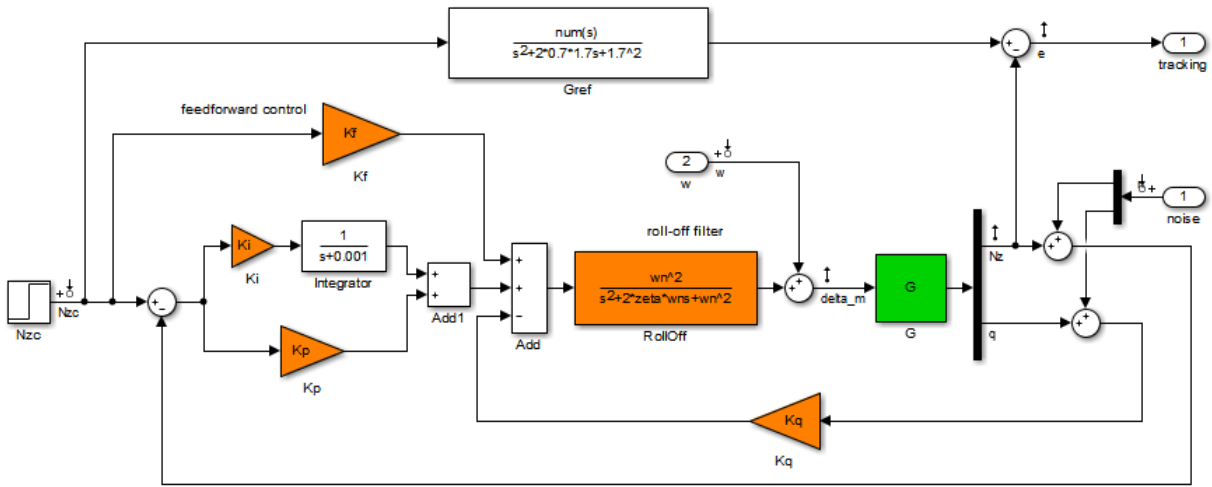 num(s)
s^2+2*0.7*1.7s+1.7^2
Gref
+
−
e
1
tracking
feedforward control
Kf
Kf
2
w
+
w
n
+
1
noise
Ki
Ki
1
s+0.001
Integrator
roll-off filter
wn^2
s^2+2*zeta*wns+wn^2
RollOff
+
+
delta_m
G
G
Nz
q
+
+
+
+
Nzc
+
Nzc
+
−
Kp
Kp
+
+
Add1
+
+
−
Add
Kq
Kq